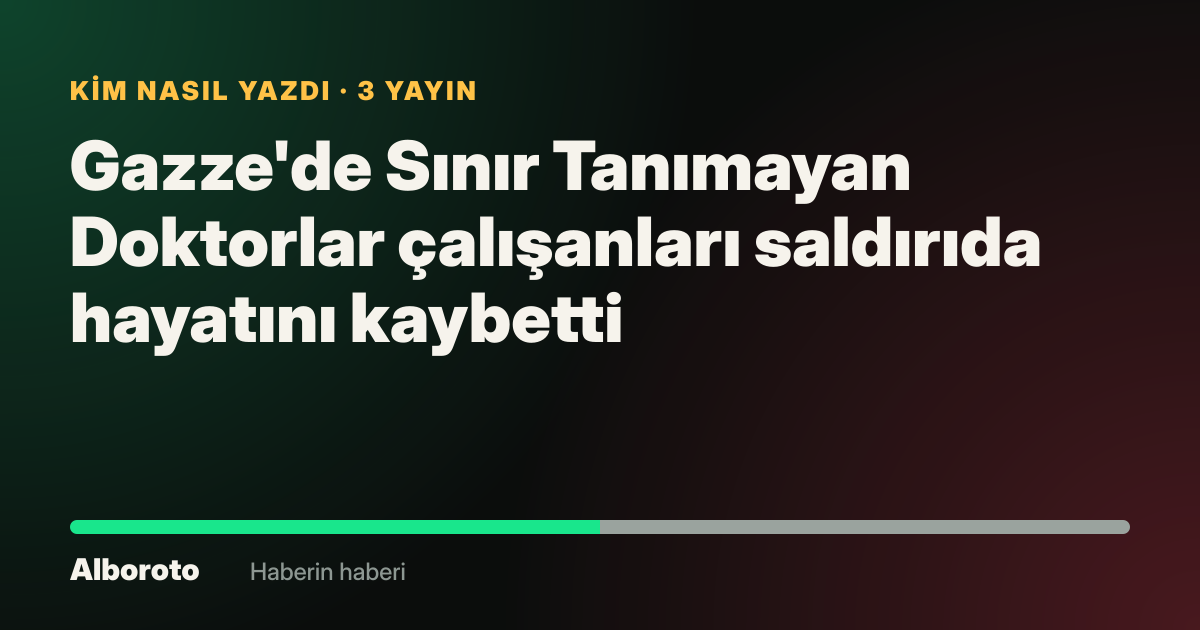 KİM NASIL YAZDI · 3 YAYIN
Gazze'de Sınır Tanımayan
Doktorlar çalışanları saldırıda
hayatını kaybetti
Alboroto
Haberin haberi